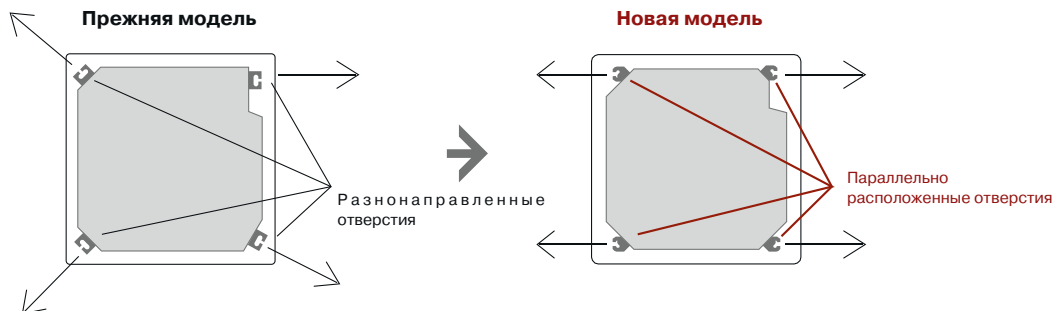 Прежняя модель
Новая модель
Разнонаправленные
отверстия
Параллельно
расположенные отверстия